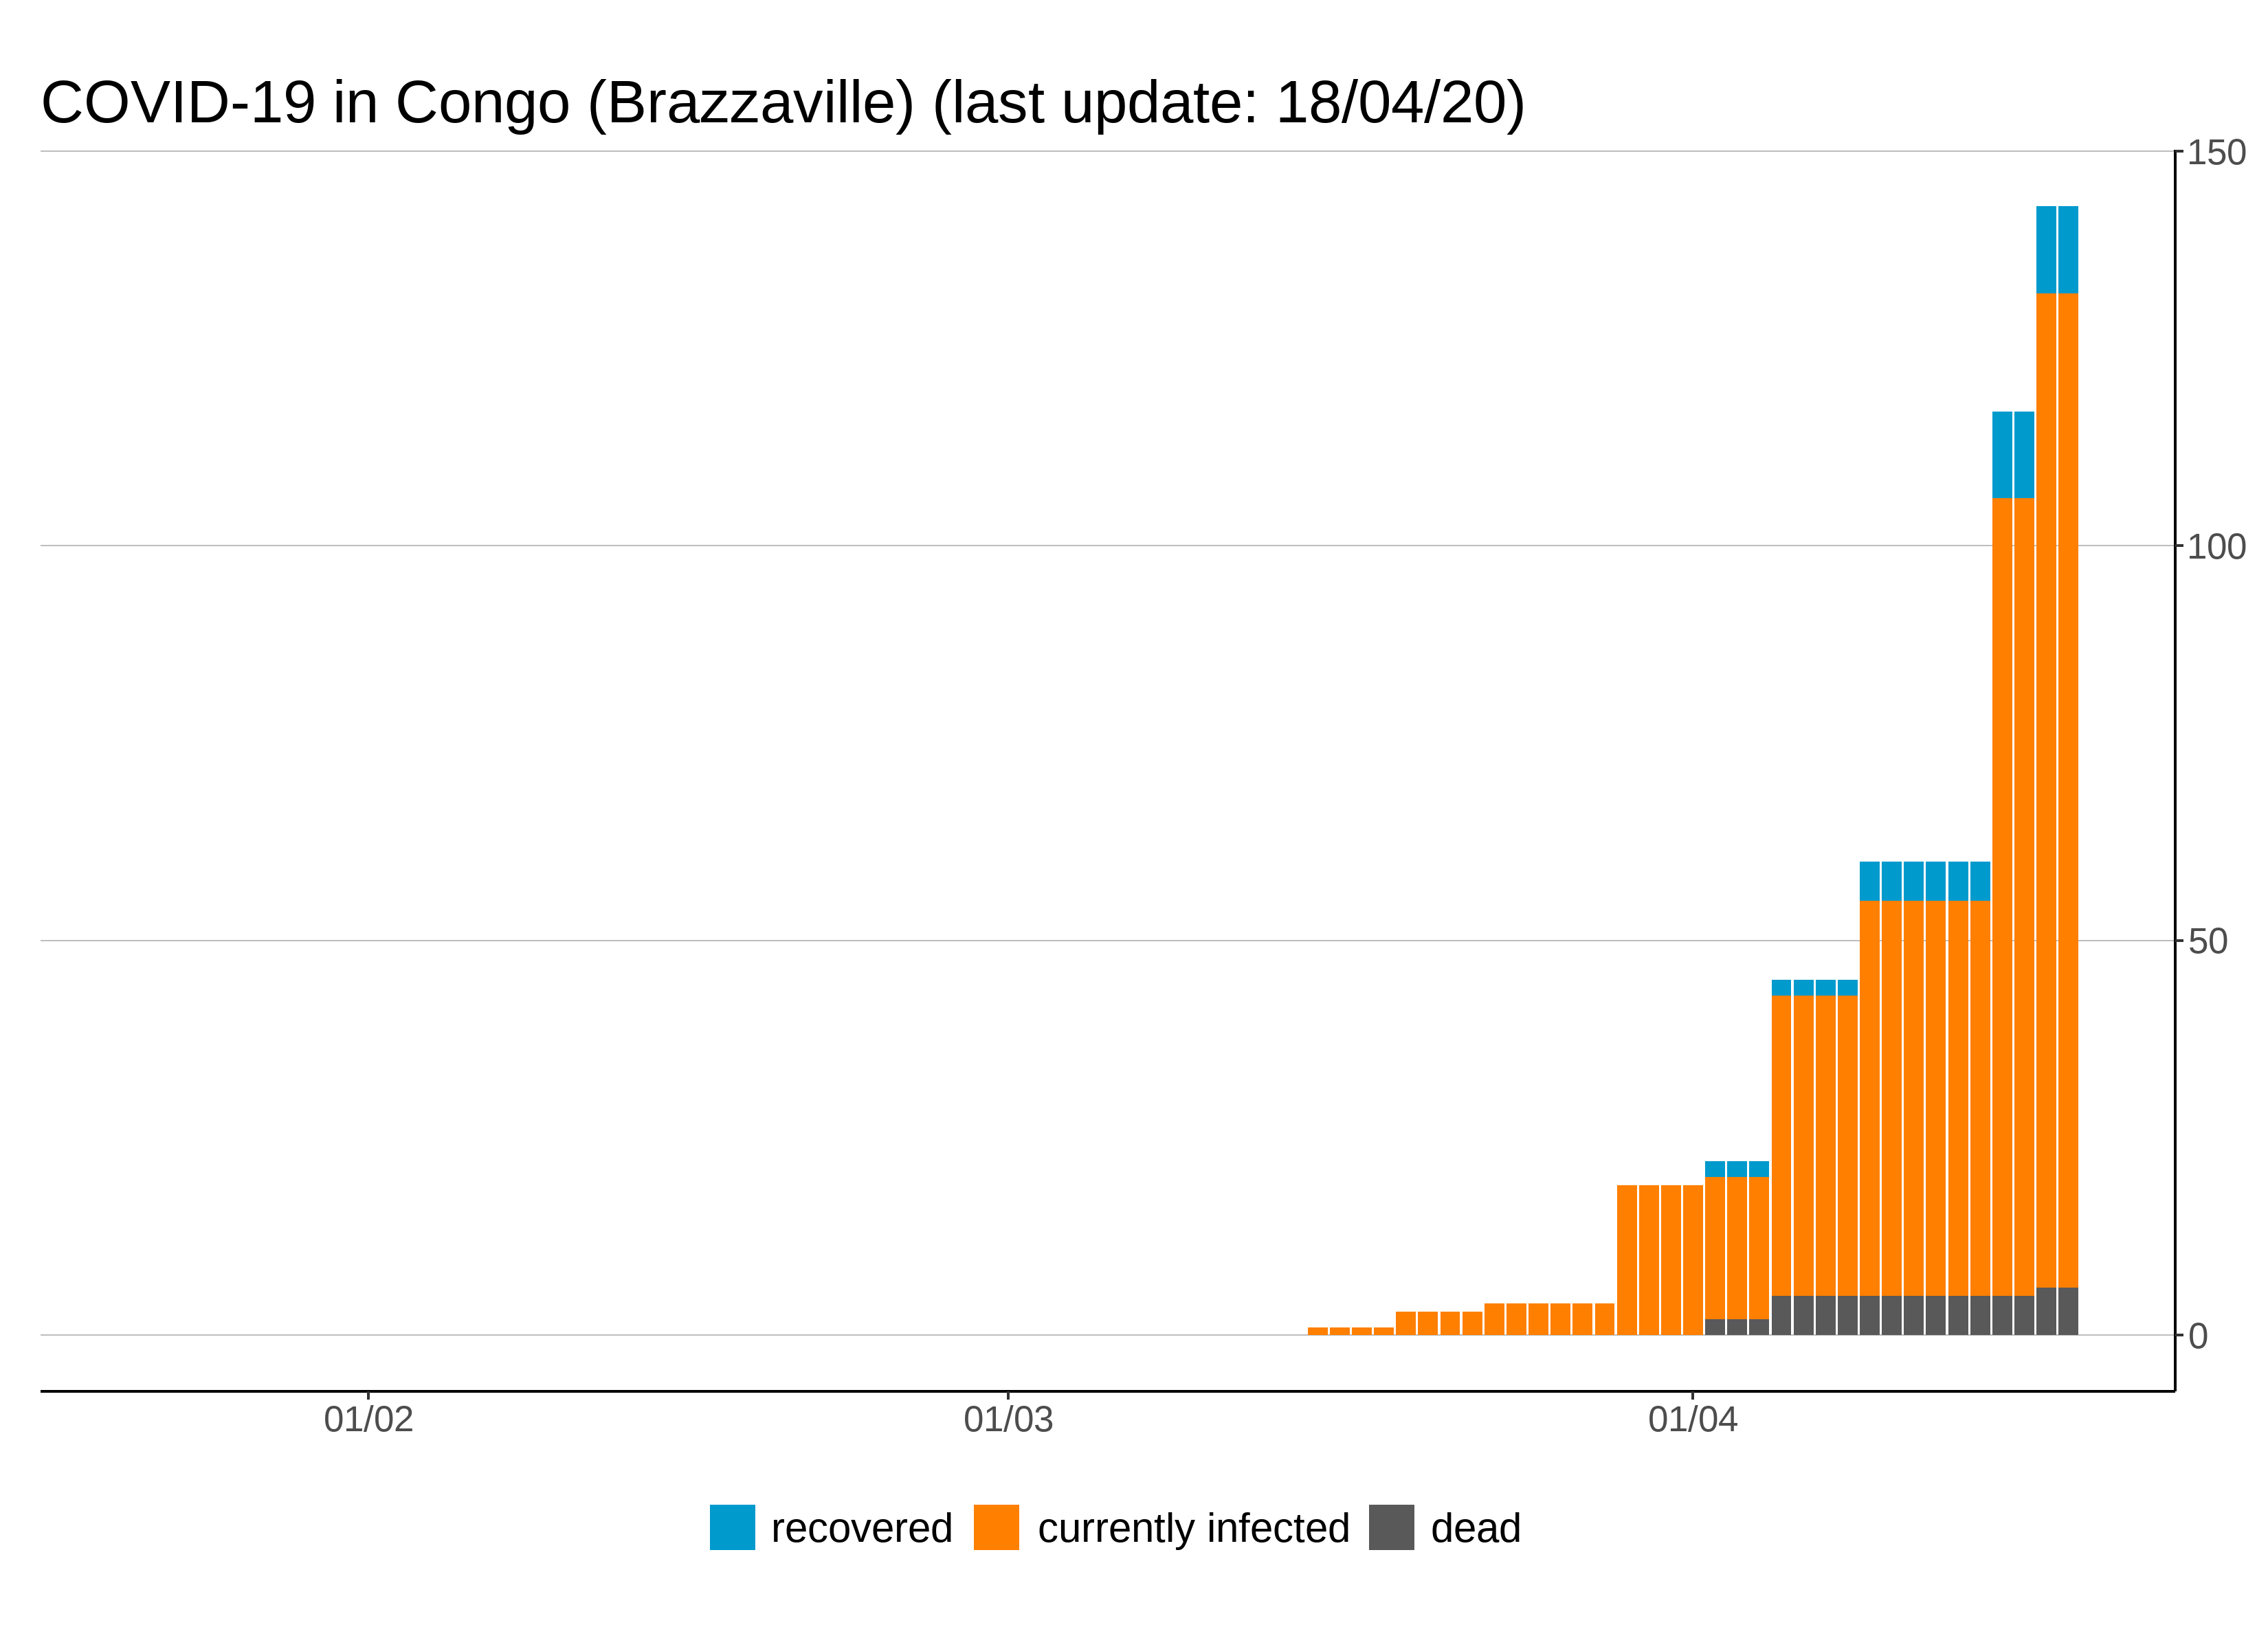 COVID-19 in Congo (Brazzaville) (last update: 18/04/20)
150
100
50
0
01/02 01/03 01/04
recovered currently infected dead